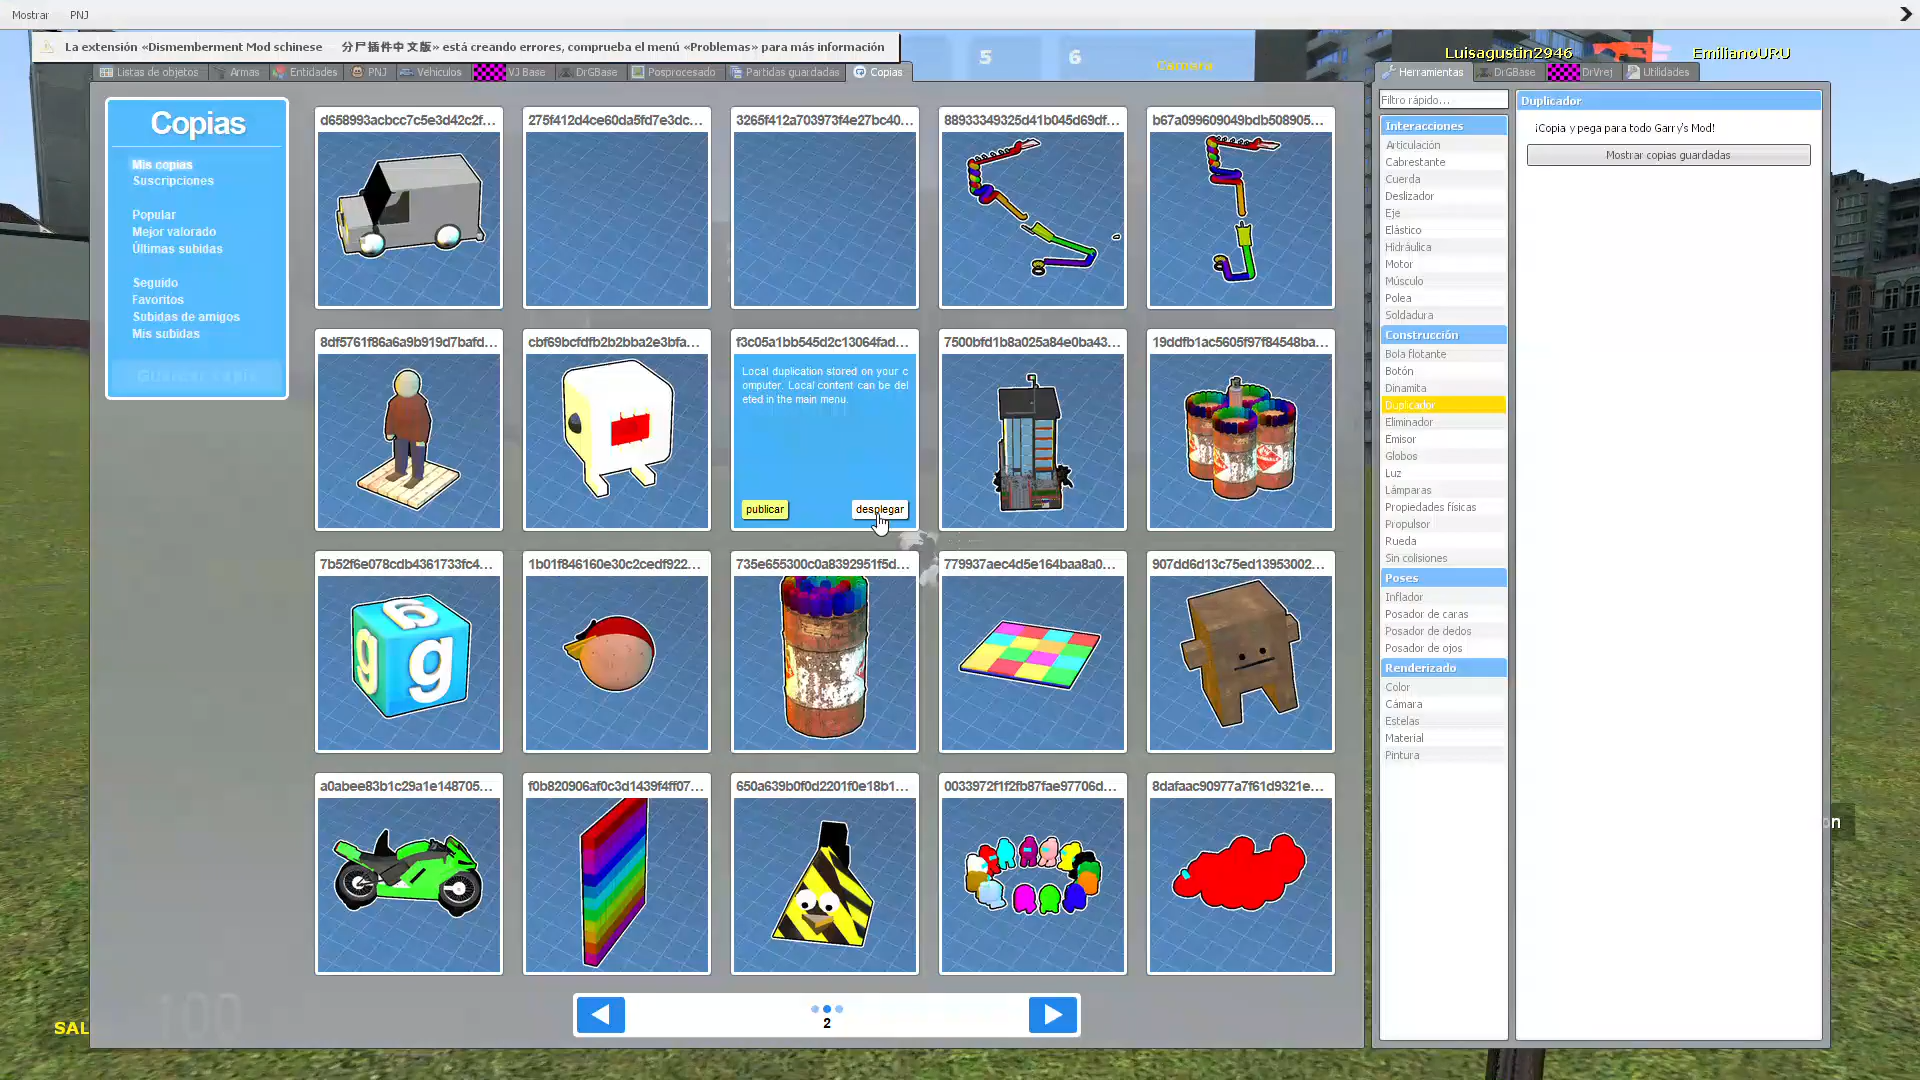 Mostrar PNJ
La extensión «Dismemberment Mod schinese 分尸插件中文版» está creando errores, comprueba el menú «Problemas» para más información
5 6
Cámara
Luisagustin2946 EmilianoURU
Listas de objetos Armas Entidades PNJ Vehículos VJ Base DrGBase Posprocesado Partidas guardadas Copias
Herramientas DrGBase DrVrej Utilidades
Copias
Mis copias
Suscripciones
Popular
Mejor valorado
Últimas subidas
Seguido
Favoritos
Subidas de amigos
Mis subidas
Guardar copia
d658993acbcc7c5e3d42c2f... 275f412d4ce60da5fd7e3dc... 3265f412a703973f4e27bc40... 88933349325d41b045d69df... b67a099609049bdb508905...
8df5761f86a6a9b919d7bafd... cbf69bcfdfb2b2bba2e3bfa... f3c05a1bb545d2c13064fad... 7500bfd1b8a025a84e0ba43... 19ddfb1ac5605f97f84548ba...
Local duplication stored on your c
omputer. Local content can be del
eted in the main menu.
publicar desplegar
7b52f6e078cdb4361733fc4... 1b01f846160e30c2cedf922... 735e655300c0a8392951f5d... 779937aec4d5e164baa8a0... 907dd6d13c75ed13953002...
g g g
a0abee83b1c29a1e148705... f0b820906af0c3d1439f4ff07... 650a639b0f0d2201f0e18b1... 0033972f1f2fb87fae97706d... 8dafaac90977a7f61d9321e...
2
100
SAL
Filtro rápido...
Interacciones
Articulación
Cabrestante
Cuerda
Deslizador
Eje
Elástico
Hidráulica
Motor
Músculo
Polea
Soldadura
Construcción
Bola flotante
Botón
Dinamita
Duplicador
Eliminador
Emisor
Globos
Luz
Lámparas
Propiedades físicas
Propulsor
Rueda
Sin colisiones
Poses
Inflador
Posador de caras
Posador de dedos
Posador de ojos
Renderizado
Color
Cámara
Estelas
Material
Pintura
Duplicador
¡Copia y pega para todo Garry's Mod!
Mostrar copias guardadas
on